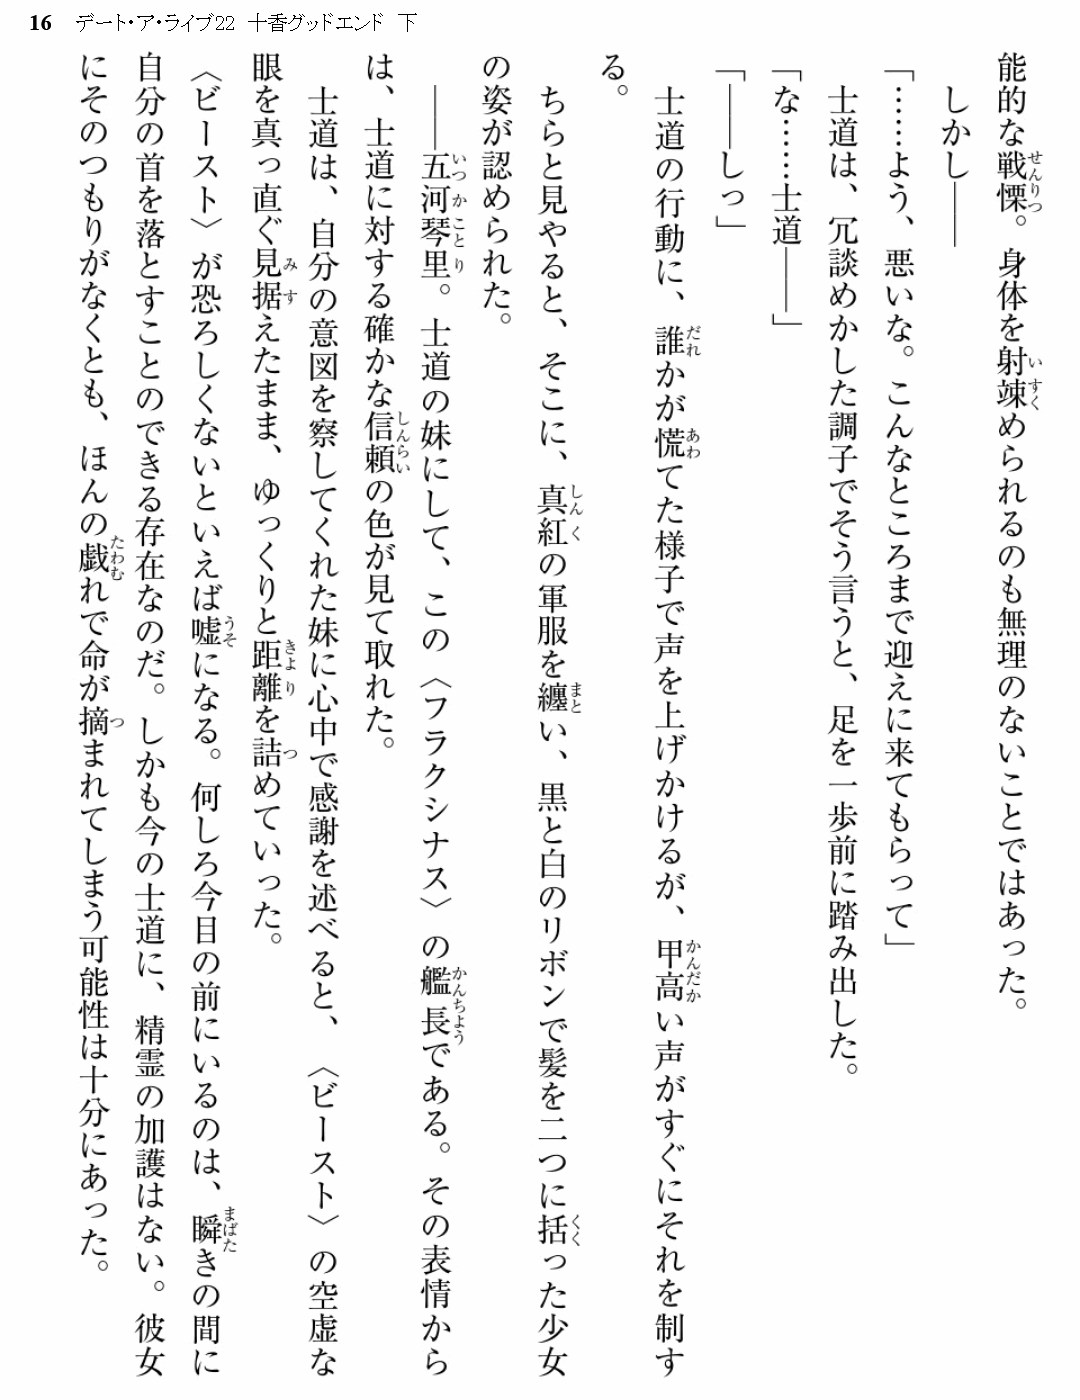 16 デート・ア・ライブ22 十香グッドエンド 下
能的な戦慄。身体を射竦められるのも無理のないことではあった。
しかし――
「……よう、悪いな。こんなところまで迎えに来てもらって」
士道は、冗談めかした調子でそう言うと、足を一歩前に踏み出した。
「な……士道――」
「――しっ」
士道の行動に、誰かが慌てた様子で声を上げかけるが、甲高い声がすぐにそれを制す
る。
ちらと見やると、そこに、真紅の軍服を纏い、黒と白のリボンで髪を二つに括った少女
の姿が認められた。
――五河琴里。士道の妹にして、この〈フラクシナス〉の艦長である。その表情から
は、士道に対する確かな信頼の色が見て取れた。
士道は、自分の意図を察してくれた妹に心中で感謝を述べると、〈ビースト〉の空虚な
眼を真っ直ぐ見据えたまま、ゆっくりと距離を詰めていった。
〈ビースト〉が恐ろしくないといえば嘘になる。何しろ今目の前にいるのは、瞬きの間に
自分の首を落とすことのできる存在なのだ。しかも今の士道に、精霊の加護はない。彼女
にそのつもりがなくとも、ほんの戯れで命が摘まれてしまう可能性は十分にあった。